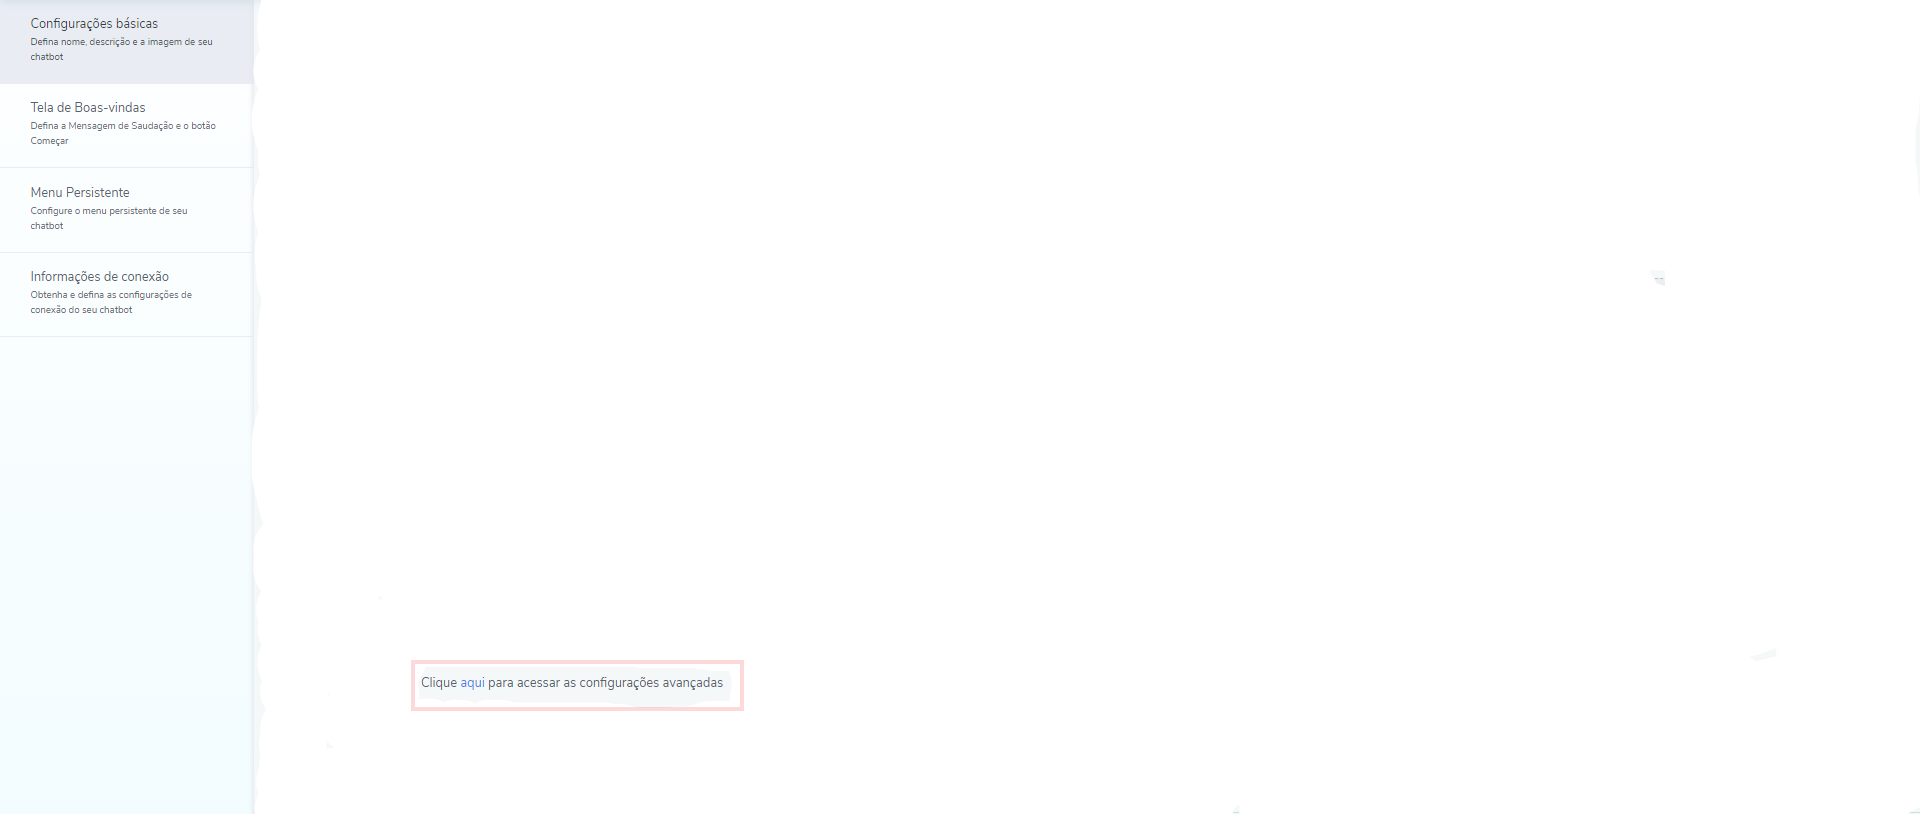 Configurações básicas
Defina nome, descrição e a imagem de seu
chatbot
Tela de Boas-vindas
Defina a Mensagem de Saudação e o botão
Começar
Menu Persistente
Configure o menu persistente de seu
chatbot
Informações de conexão
Obtenha e defina as configurações de
conexão do seu chatbot
Clique aqui para acessar as configurações avançadas